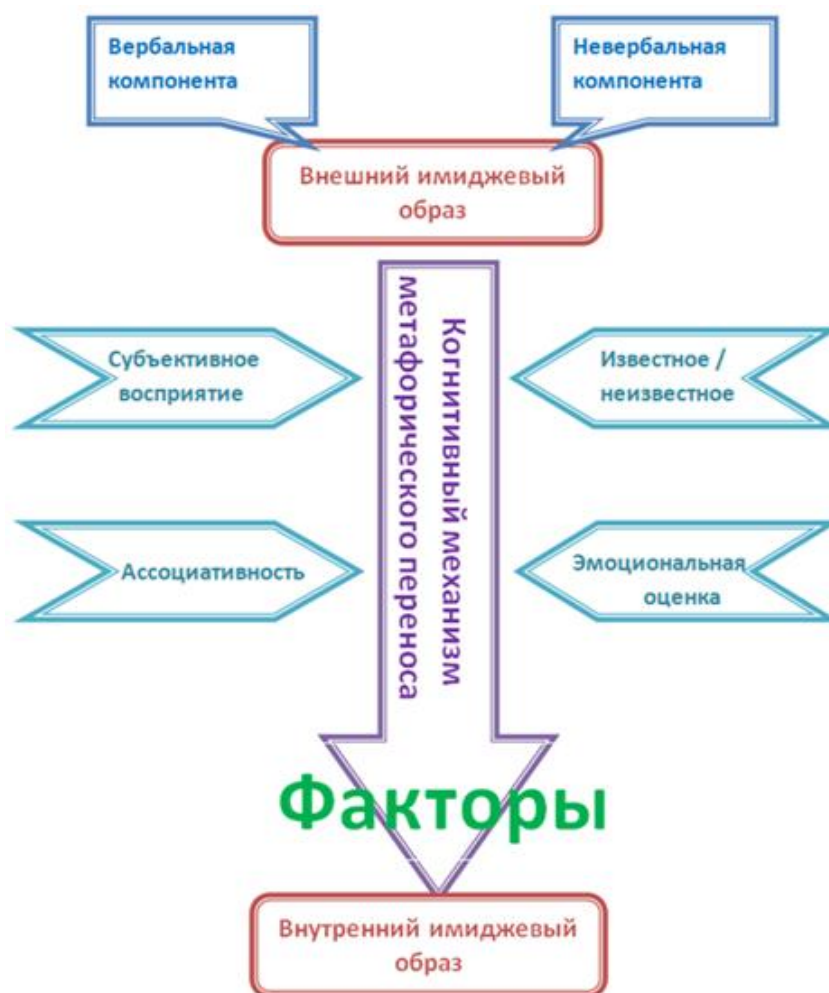 Вербальная
компонента
Невербальная
компонента
Внешний имиджевый
образ
Когнитивный механизм
метафорического переноса
Субъективное
восприятие
Известное /
неизвестное
Ассоциативность
Эмоциональная
оценка
Факторы
Внутренний имиджевый
образ